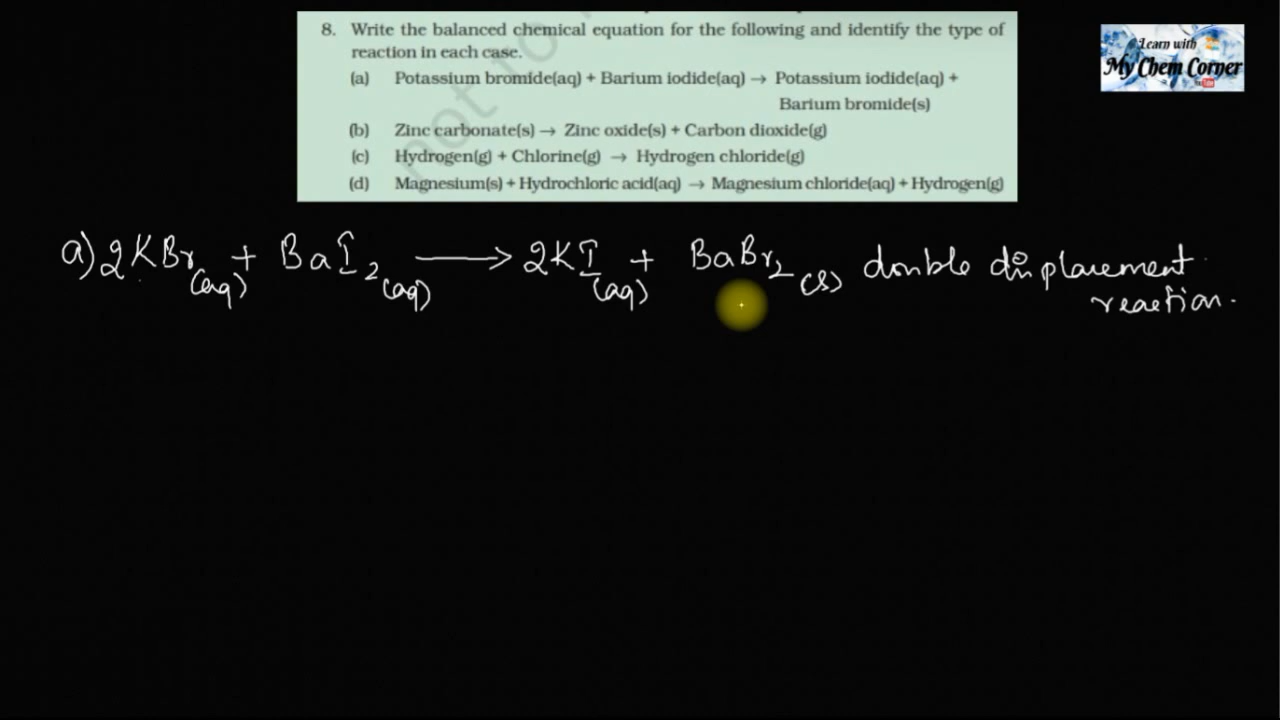 8. Write the balanced chemical equation for the following and identify the type of
reaction in each case.
(a) Potassium bromide(aq) + Barium iodide(aq) → Potassium iodide(aq) +
Barium bromide(s)
(b) Zinc carbonate(s) → Zinc oxide(s) + Carbon dioxide(g)
(c) Hydrogen(g) + Chlorine(g) → Hydrogen chloride(g)
(d) Magnesium(s) + Hydrochloric acid(aq) → Magnesium chloride(aq) + Hydrogen(g)
Learn with
My Chem Corner
a) 2KBr(aq) + BaI2(aq) → 2KI(aq) + BaBr2(s) double displacement
reaction.